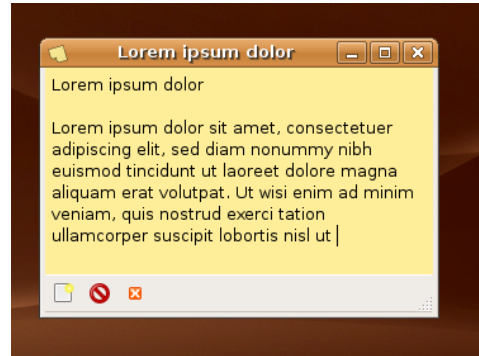 Lorem ipsum dolor
Lorem ipsum dolor
Lorem ipsum dolor sit amet, consectetuer
adipiscing elit, sed diam nonummy nibh
euismod tincidunt ut laoreet dolore magna
aliquam erat volutpat. Ut wisi enim ad minim
veniam, quis nostrud exerci tation
ullamcorper suscipit lobortis nisl ut